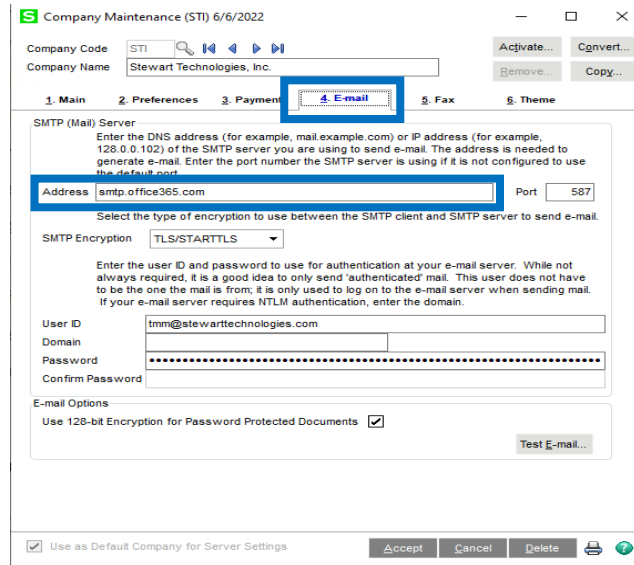 S Company Maintenance (STI) 6/6/2022
Company Code STI Activate... Convert...
Company Name Stewart Technologies, Inc. Remove... Copy...
1. Main 2. Preferences 3. Payment 4. E-mail 5. Fax 6. Theme
SMTP (Mail) Server
Enter the DNS address (for example, mail.example.com) or IP address (for example,
128.0.0.102) of the SMTP server you are using to send e-mail. The address is needed to
generate e-mail. Enter the port number the SMTP server is using if it is not configured to use
the default port.
Address smtp.office365.com Port 587
Select the type of encryption to use between the SMTP client and SMTP server to send e-mail.
SMTP Encryption TLS/STARTTLS
Enter the user ID and password to use for authentication at your e-mail server. While not
always required, it is a good idea to only send 'authenticated' mail. This user does not have
to be the one the mail is from; it is only used to log on to the e-mail server when sending mail.
If your e-mail server requires NTLM authentication, enter the domain.
User ID tmm@stewarttechnologies.com
Domain
Password
Confirm Password
E-mail Options
Use 128-bit Encryption for Password Protected Documents
Test E-mail...
Use as Default Company for Server Settings Accept Cancel Delete